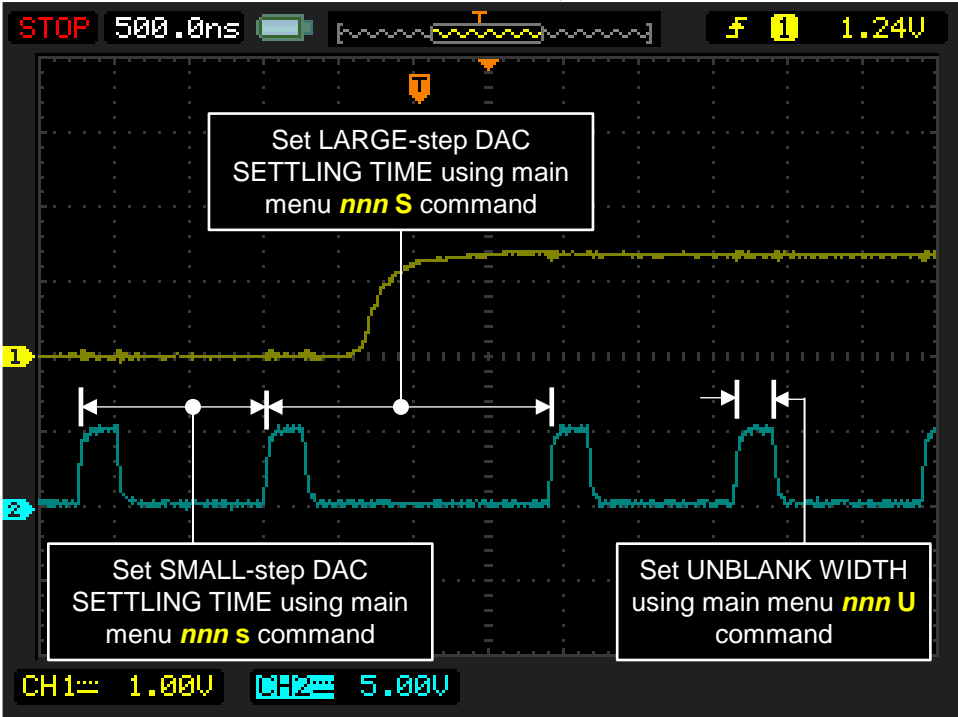 STOP 500.0ns T f 1 1.24V
T
Set LARGE-step DAC
SETTLING TIME using main
menu nnn S command
1
2
Set SMALL-step DAC
SETTLING TIME using main
menu nnn s command
Set UNBLANK WIDTH
using main menu nnn U
command
CH1 1.00V CH2 5.00V